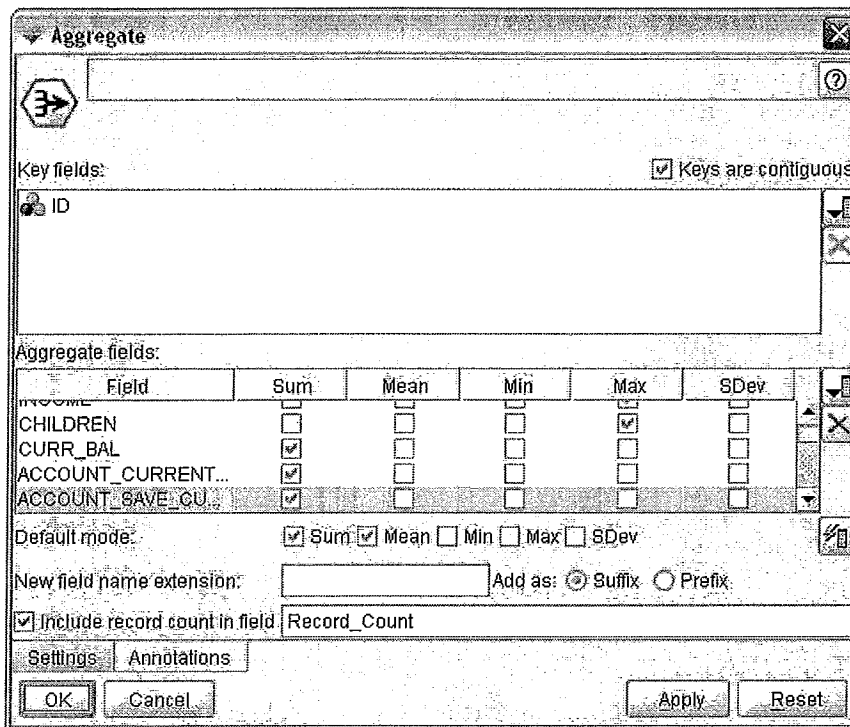 Aggregate
Key fields: Keys are contiguous
ID
Aggregate fields:
Field Sum Mean Min Max SDev
INCOME
CHILDREN
CURR_BAL
ACCOUNT_CURRENT...
ACCOUNT_SAVE_CU...
Default mode: Sum Mean Min Max SDev
New field name extension: Add as: Suffix Prefix
Include record count in field Record_Count
Settings Annotations
OK Cancel Apply Reset